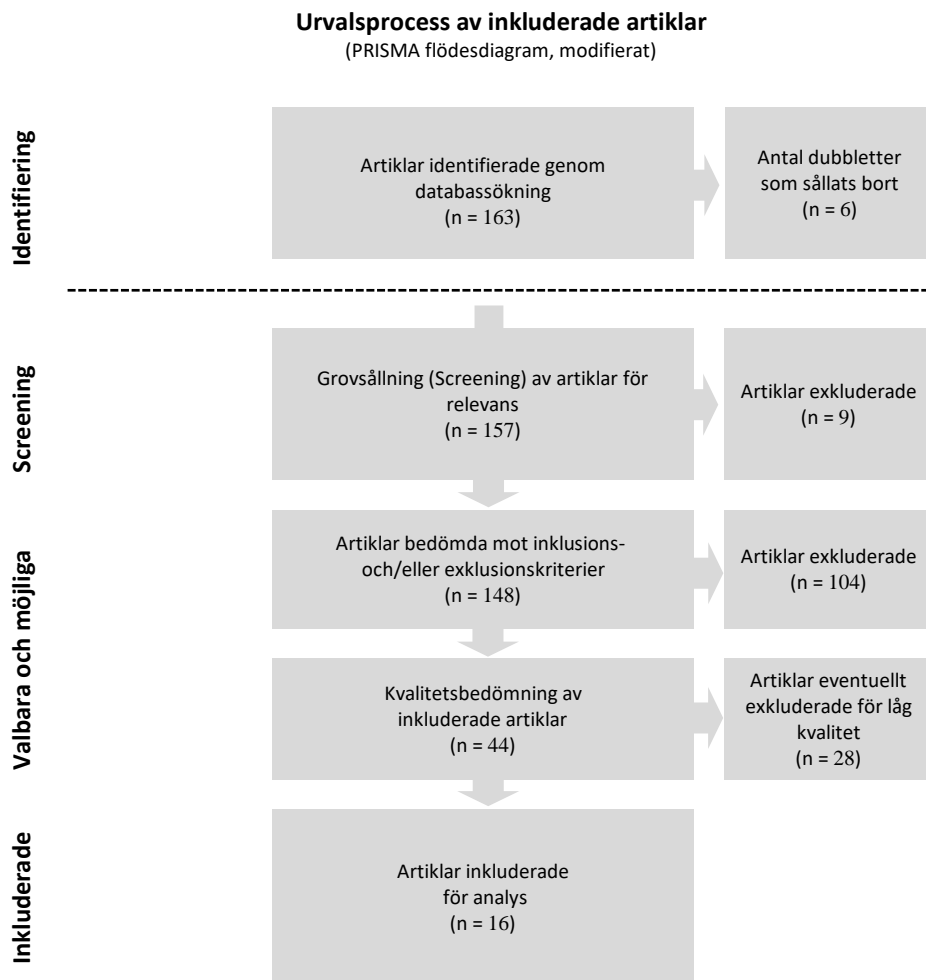 Urvalsprocess av inkluderade artiklar
(PRISMA flödesdiagram, modifierat)
Identifiering
Artiklar identifierade genom
databassökning
(n = 163)
Antal dubbletter
som sållats bort
(n = 6)
Screening
Grovsållning (Screening) av artiklar för
relevans
(n = 157)
Artiklar exkluderade
(n = 9)
Valbara och möjliga
Artiklar bedömda mot inklusions-
och/eller exklusionskriterier
(n = 148)
Artiklar exkluderade
(n = 104)
Kvalitetsbedömning av
inkluderade artiklar
(n = 44)
Artiklar eventuellt
exkluderade för låg
kvalitet
(n = 28)
Inkluderade
Artiklar inkluderade
för analys
(n = 16)